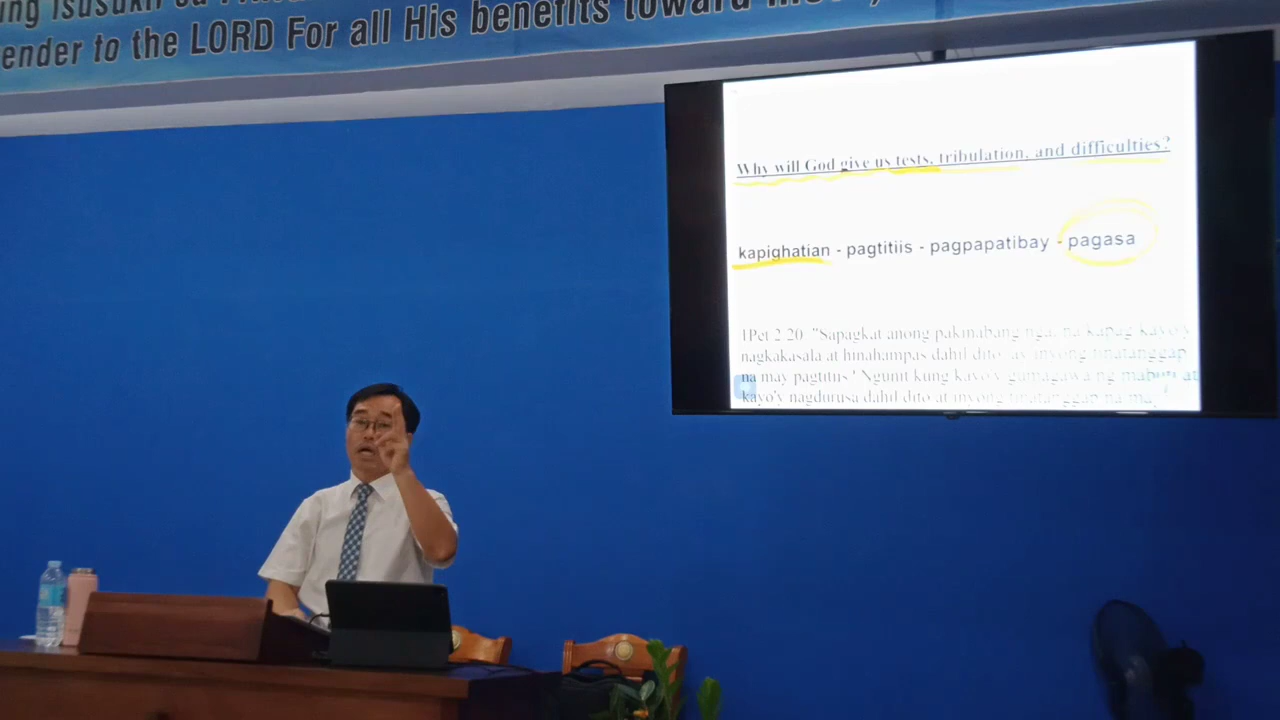 ung isusukli sa
ender to the LORD For all His benefits toward
Why will God give us tests, tribulation, and difficulties?
kapighatian - pagtitiis - pagpapatibay - pagasa
1Pet 2:20 "Sapagkat anong pakinabang nga, na kapag kayo'y
nagkakasala at hinahampas dahil dito, ay inyong tinatanggap
na may pagtitiis? Ngunit kung kayo'y gumagawa ng mabuti at
kayo'y nagdurusa dahil dito at inyong tinatanggap na may